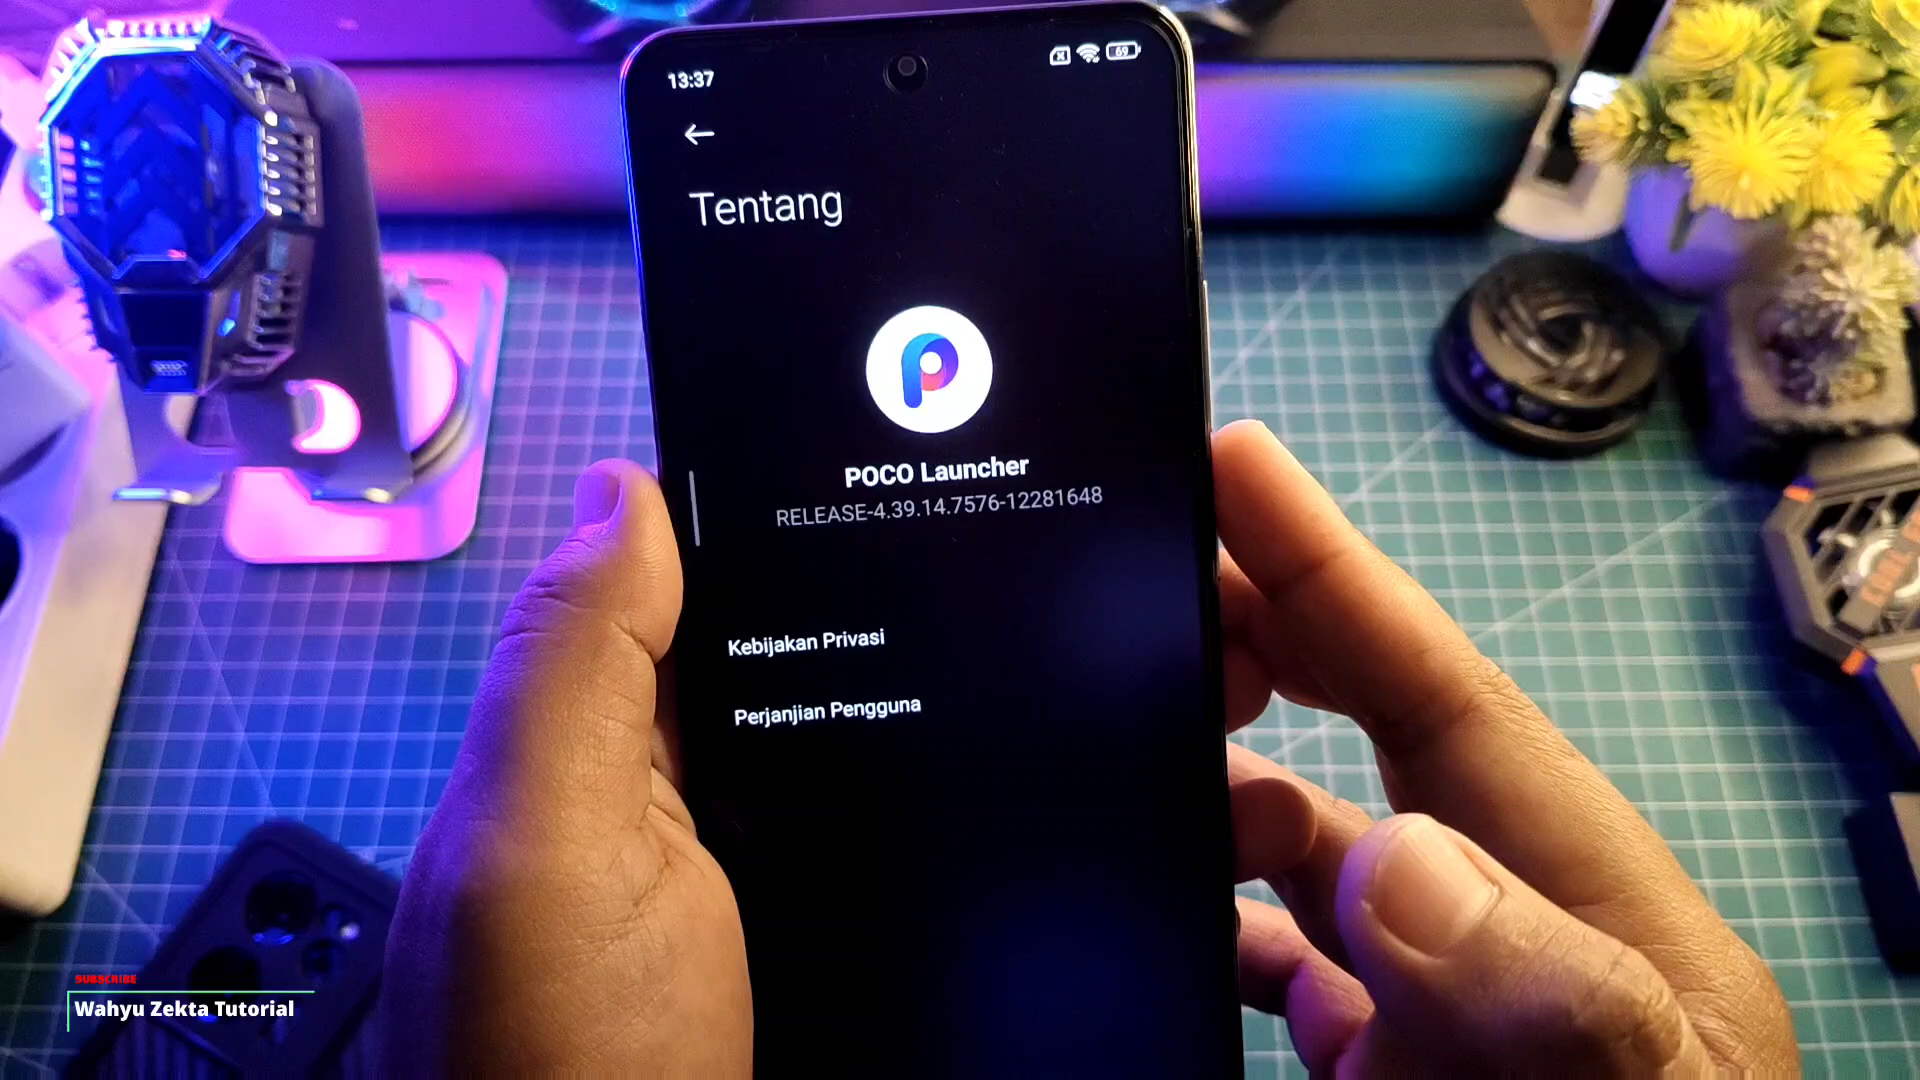 13:37
69
Tentang
POCO Launcher
RELEASE-4.39.14.7576-12281648
Kebijakan Privasi
Perjanjian Pengguna
SUBSCRIBE
Wahyu Zekta Tutorial